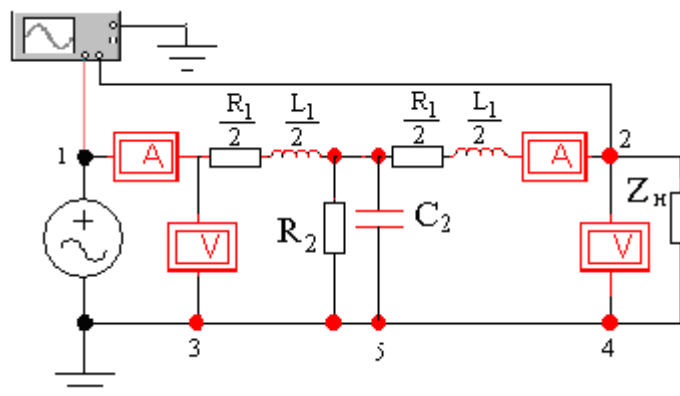 R₁/2 L₁/2 R₁/2 L₁/2
1 A A 2
+ V R₂ C₂ V Zн
3 5 4